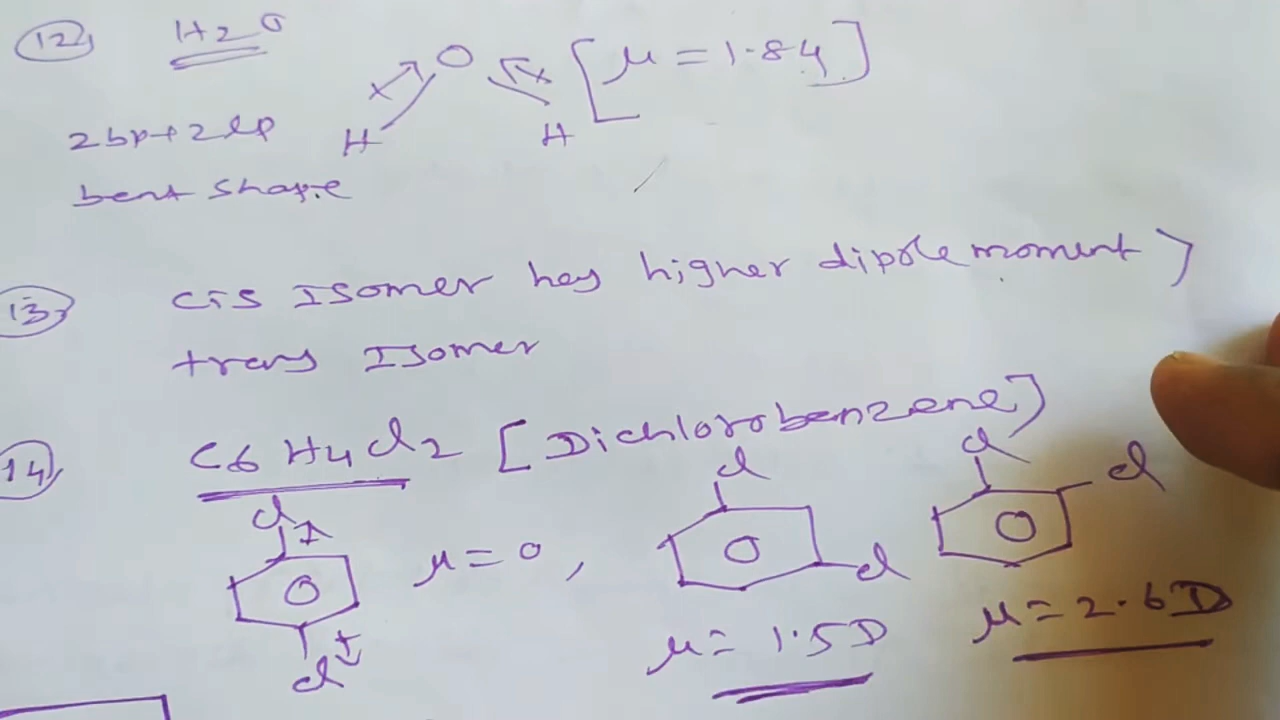 12) H2O
O [μ = 1.84]
H H
2bp+2lp
bent shape
13) cis Isomer has higher dipole moment >
trans Isomer
14) C6H4Cl2 [Dichlorobenzene]
Cl Cl Cl Cl
μ = 0 , Cl
Cl μ = 1.5D μ = 2.6D